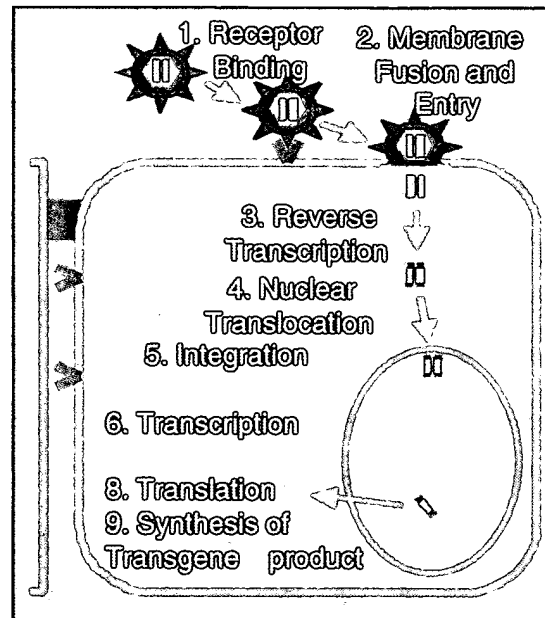 1. Receptor
Binding
2. Membrane
Fusion and
Entry
3. Reverse
Transcription
4. Nuclear
Translocation
5. Integration
6. Transcription
8. Translation
9. Synthesis of
Transgene product